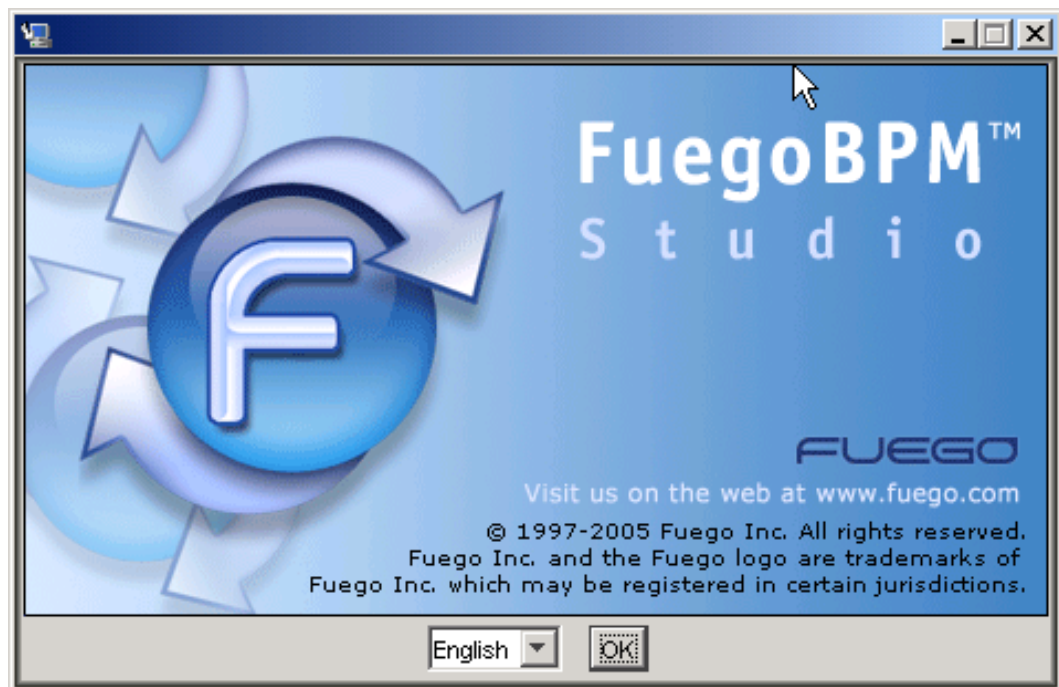 FuegoBPM™
Studio
FUEGO
Visit us on the web at www.fuego.com
© 1997-2005 Fuego Inc. All rights reserved.
Fuego Inc. and the Fuego logo are trademarks of
Fuego Inc. which may be registered in certain jurisdictions.
English OK